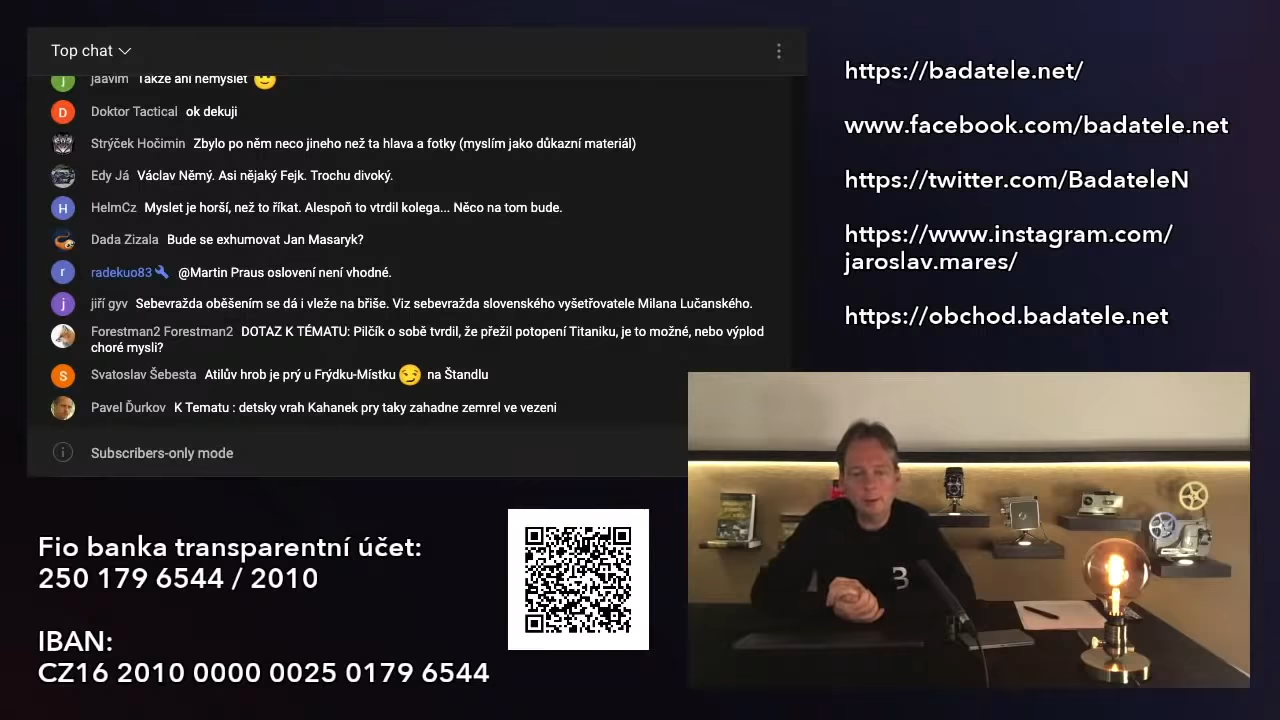 Top chat
jaavim Takže ani nemyslet
D Doktor Tactical ok dekuji
Strýček Hočimin Zbylo po něm neco jineho než ta hlava a fotky (myslím jako důkazní materiál)
Edy Já Václav Němý. Asi nějaký Fejk. Trochu divoký.
H HelmCz Myslet je horší, než to říkat. Alespoň to vtrdil kolega... Něco na tom bude.
Dada Zizala Bude se exhumovat Jan Masaryk?
r radekuo83 @Martin Praus oslovení není vhodné.
j jiří gyv Sebevražda oběšením se dá i vleže na břiše. Viz sebevražda slovenského vyšetřovatele Milana Lučanského.
Forestman2 Forestman2 DOTAZ K TÉMATU: Pilčík o sobě tvrdil, že přežil potopení Titaniku, je to možné, nebo výplod
choré mysli?
S Svatoslav Šebesta Atilův hrob je prý u Frýdku-Místku na Štandlu
Pavel Ďurkov K Tematu : detsky vrah Kahanek pry taky zahadne zemrel ve vezeni
Subscribers-only mode
https://badatele.net/
www.facebook.com/badatele.net
https://twitter.com/BadateleN
https://www.instagram.com/
jaroslav.mares/
https://obchod.badatele.net
Fio banka transparentní účet:
250 179 6544 / 2010
IBAN:
CZ16 2010 0000 0025 0179 6544
B